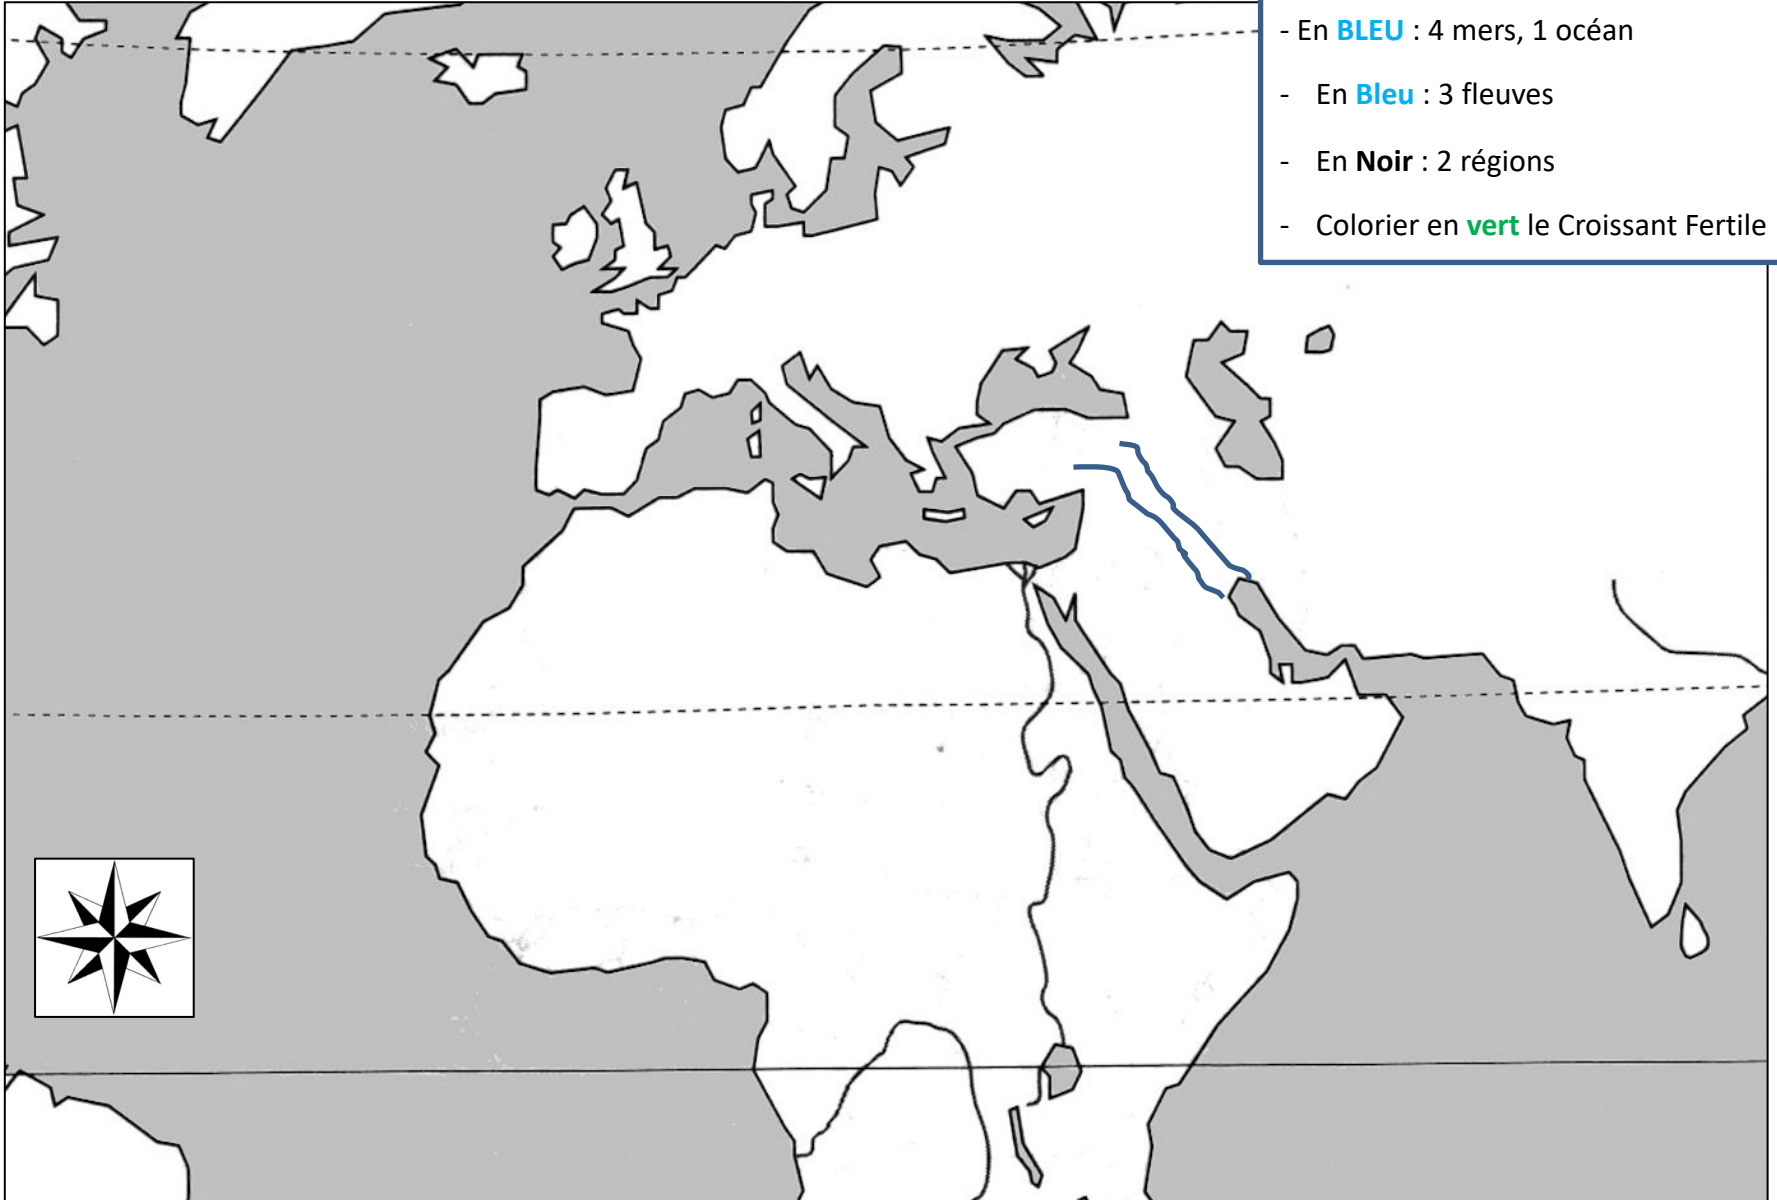 - En BLEU : 4 mers, 1 océan
- En Bleu : 3 fleuves
- En Noir : 2 régions
- Colorier en vert le Croissant Fertile